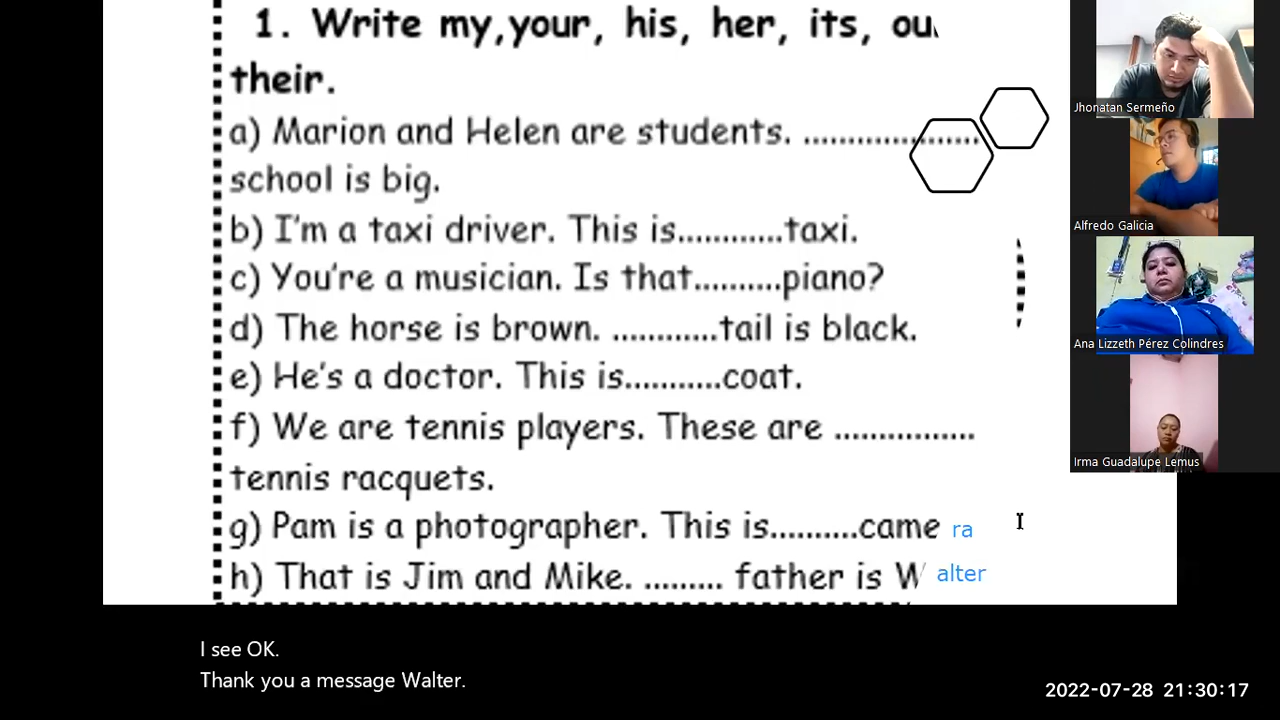 1. Write my,your, his, her, its, ou
their.
a) Marion and Helen are students. ........................
school is big.
b) I'm a taxi driver. This is............taxi.
c) You're a musician. Is that..........piano?
d) The horse is brown. ............tail is black.
e) He's a doctor. This is...........coat.
f) We are tennis players. These are ................
tennis racquets.
g) Pam is a photographer. This is..........came ra
h) That is Jim and Mike. ......... father is W alter
Jhonatan Sermeño
Alfredo Galicia
Ana Lizzeth Pérez Colindres
Irma Guadalupe Lemus
I see OK.
Thank you a message Walter.
2022-07-28 21:30:17